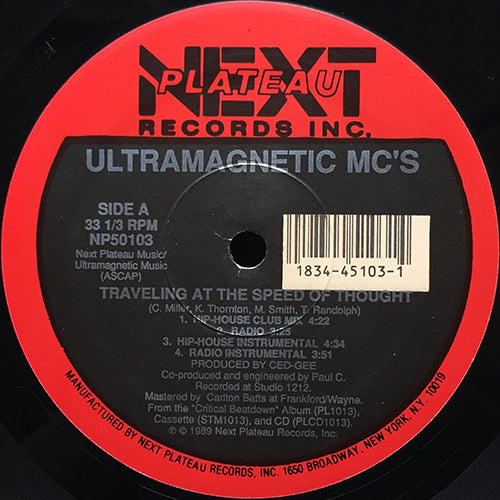 NEXT
PLATEAU
RECORDS INC.
ULTRAMAGNETIC MC'S
SIDE A
33 1/3 RPM
NP50103
Next Plateau Music/
Ultramagnetic Music
(ASCAP)
1834-45103-1
TRAVELING AT THE SPEED OF THOUGHT
(C. Miller, K. Thornton, M. Smith, T. Randolph)
1. HIP-HOUSE CLUB MIX 4:22
2. RADIO 3:25
3. HIP-HOUSE INSTRUMENTAL 4:34
4. RADIO INSTRUMENTAL 3:51
PRODUCED BY CED-GEE
Co-produced and engineered by Paul C.
Recorded at Studio 1212.
Mastered by Carlton Batts at Frankford/Wayne.
From the "Critical Beatdown" Album (PL1013),
Cassette (STM1013), and CD (PLCD1013)
℗ © 1989 Next Plateau Records, Inc.
MANUFACTURED BY NEXT PLATEAU RECORDS, INC. 1650 BROADWAY, NEW YORK, N.Y. 10019